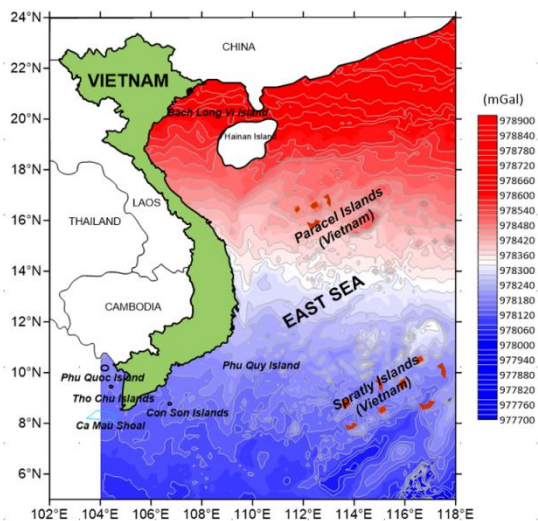 24°N
22°N
20°N
18°N
16°N
14°N
12°N
10°N
8°N
6°N
CHINA
VIETNAM
Bach Long Vi Island
Hainan Island
LAOS
THAILAND
Paracel Islands
(Vietnam)
CAMBODIA
EAST SEA
Phu Quy Island
Phu Quoc Island
Tho Chu Islands
Con Son Islands
Ca Mau Shoal
Spratly Islands
(Vietnam)
102°E 104°E 106°E 108°E 110°E 112°E 114°E 116°E 118°E
(mGal)
978900
978840
978780
978720
978660
978600
978540
978480
978420
978360
978300
978240
978180
978120
978060
978000
977940
977880
977820
977760
977700